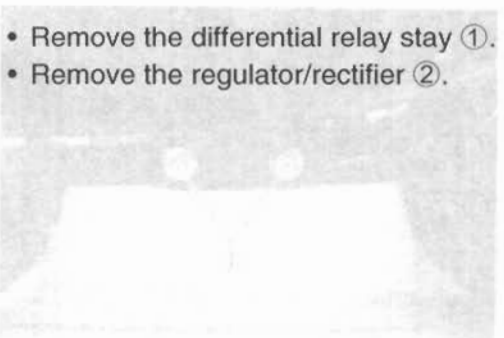 • Remove the differential relay stay ①.
• Remove the regulator/rectifier ②.